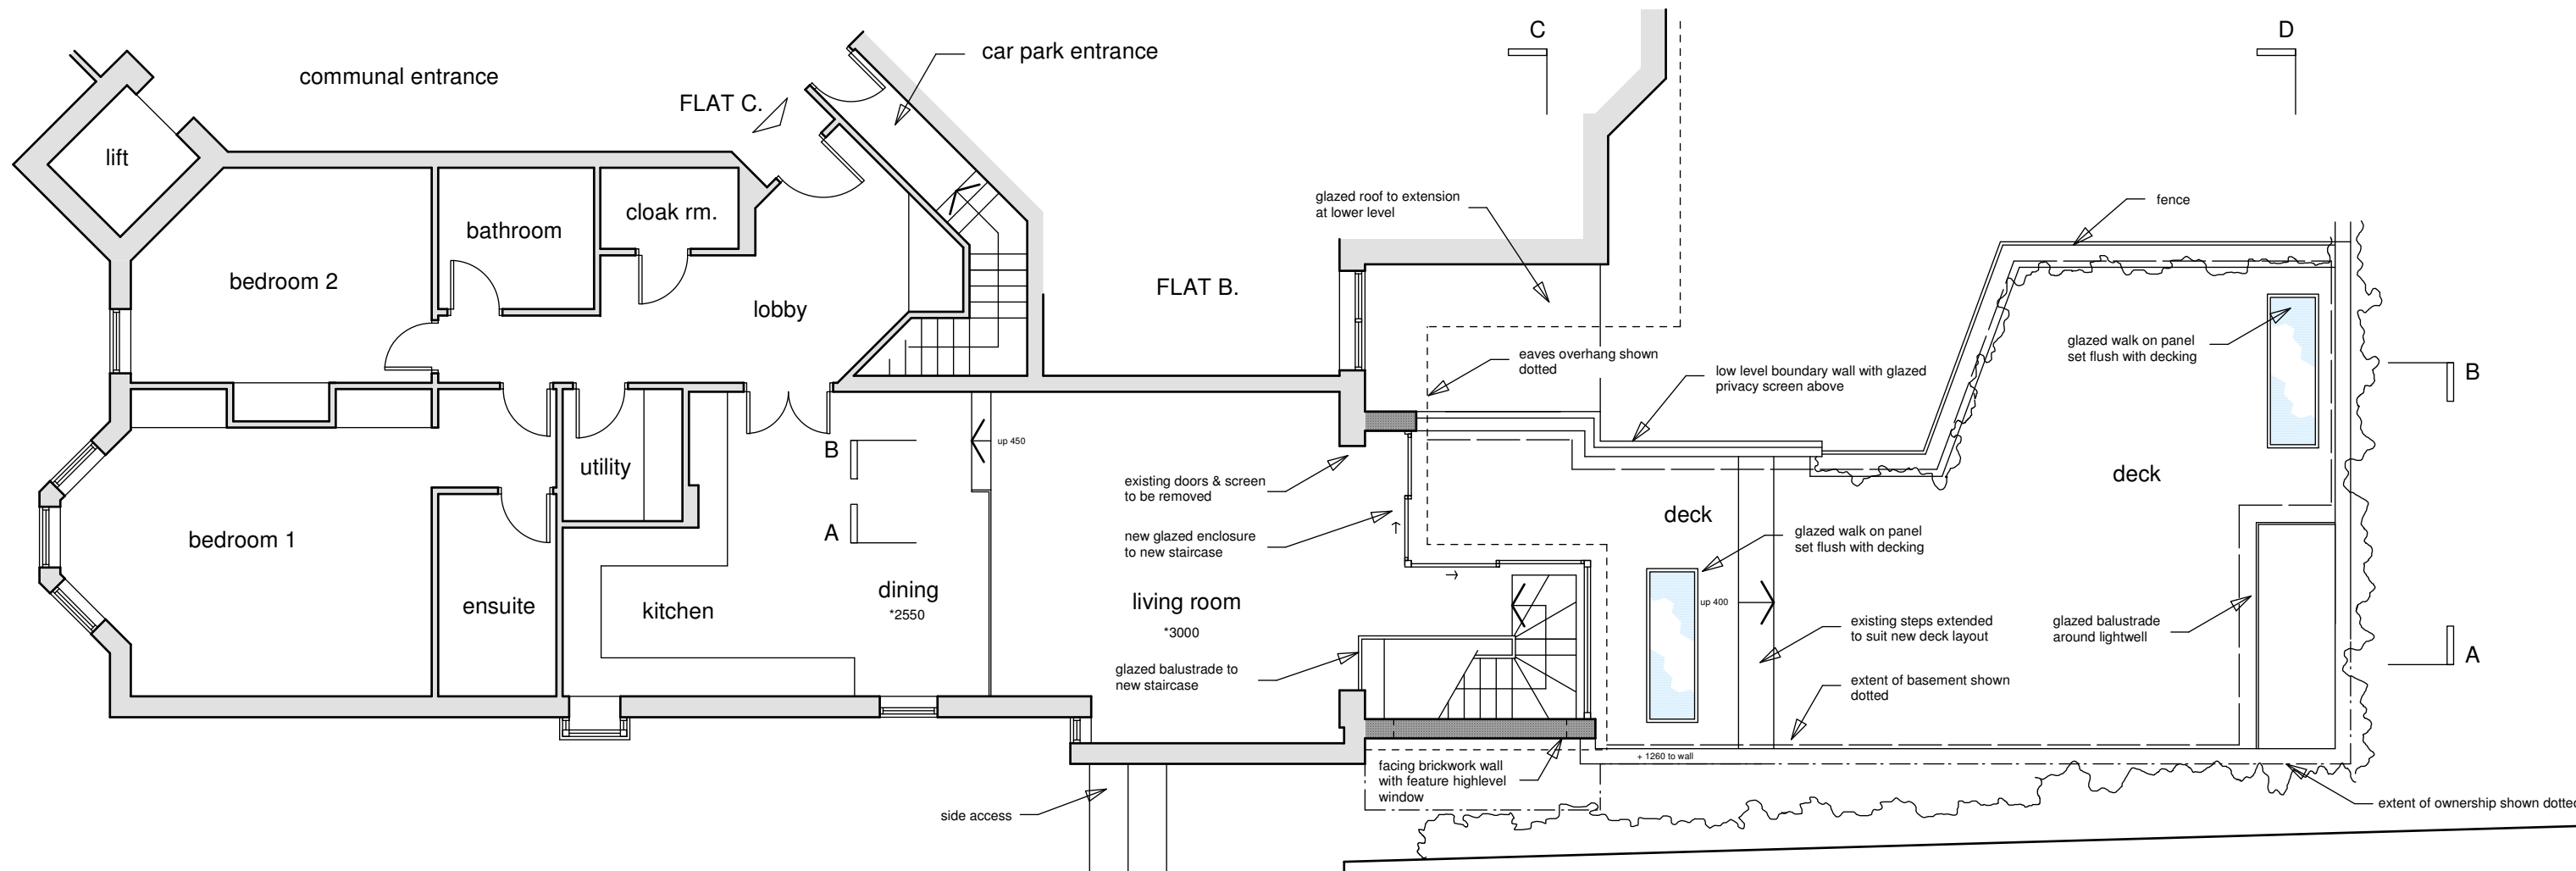 C
D
car park entrance
communal entrance
FLAT C.
lift
glazed roof to extension
at lower level
fence
cloak rm.
bathroom
bedroom 2
lobby
FLAT B.
glazed walk on panel
set flush with decking
eaves overhang shown
dotted
low level boundary wall with glazed
privacy screen above
B
up 450
B
utility
existing doors & screen
to be removed
deck
deck
A
bedroom 1
new glazed enclosure
to new staircase
glazed walk on panel
set flush with decking
ensuite
kitchen
dining
*2550
living room
*3000
up 400
existing steps extended
to suit new deck layout
glazed balustrade
around lightwell
A
glazed balustrade to
new staircase
extent of basement shown
dotted
+ 1260 to wall
facing brickwork wall
with feature highlevel
window
side access
extent of ownership shown dotted